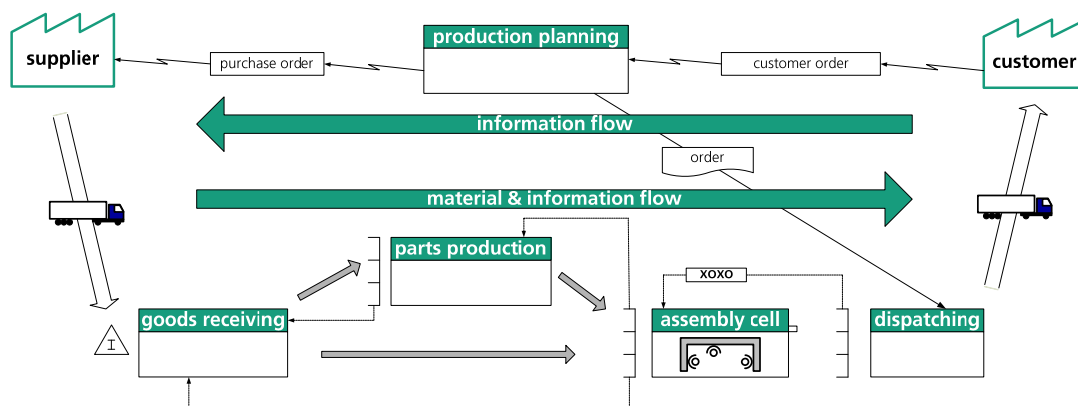 production planning
supplier
purchase order
customer order
customer
information flow
order
material & information flow
parts production
XOXO
goods receiving
assembly cell
dispatching
I